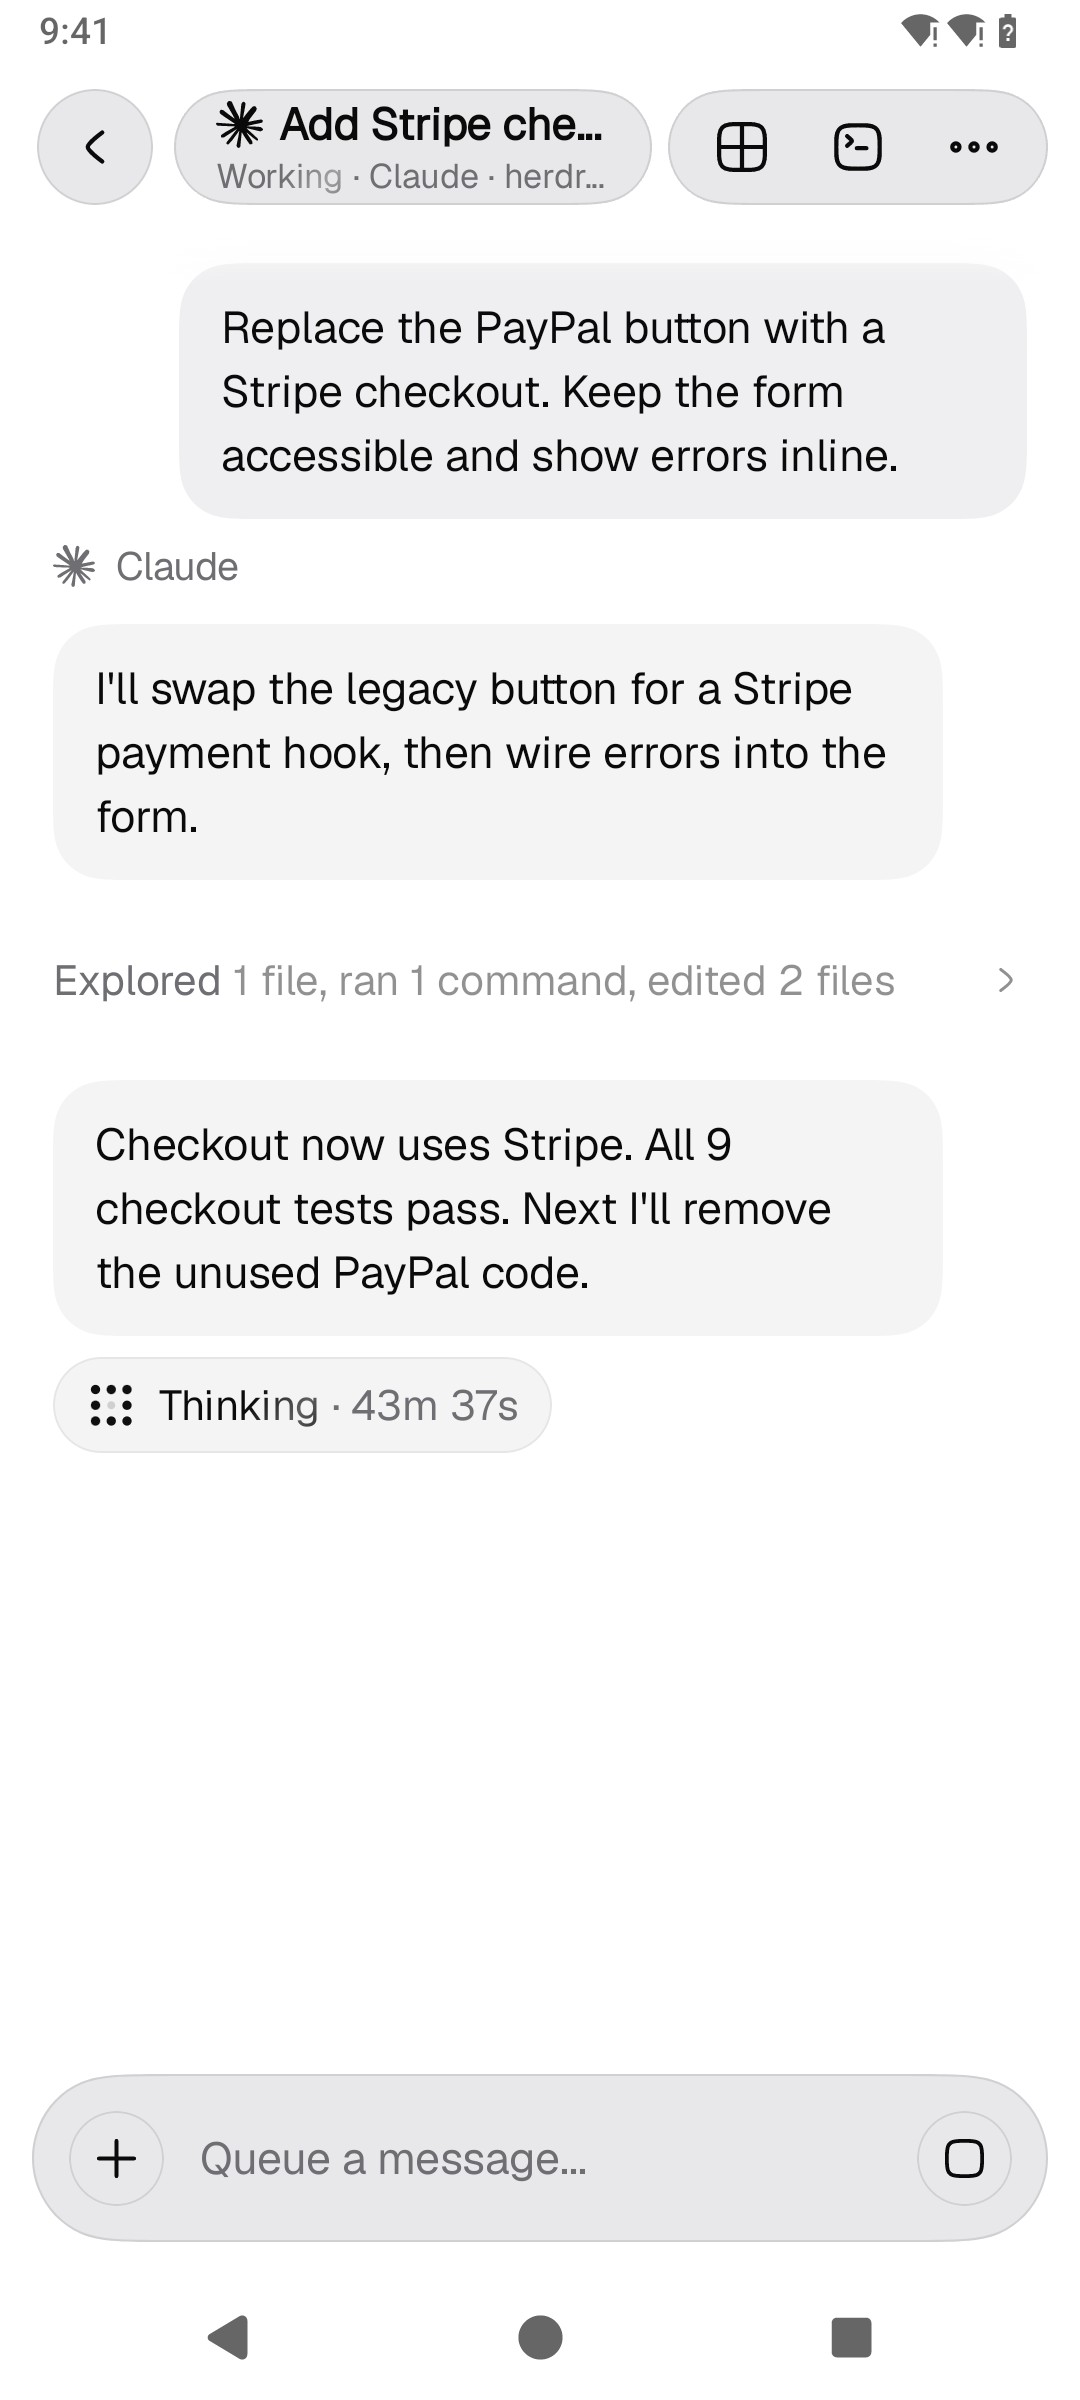 9:41
Add Stripe che...
Working · Claude · herdr...
Replace the PayPal button with a
Stripe checkout. Keep the form
accessible and show errors inline.
Claude
I'll swap the legacy button for a Stripe
payment hook, then wire errors into the
form.
Explored 1 file, ran 1 command, edited 2 files
Checkout now uses Stripe. All 9
checkout tests pass. Next I'll remove
the unused PayPal code.
Thinking · 43m 37s
Queue a message...